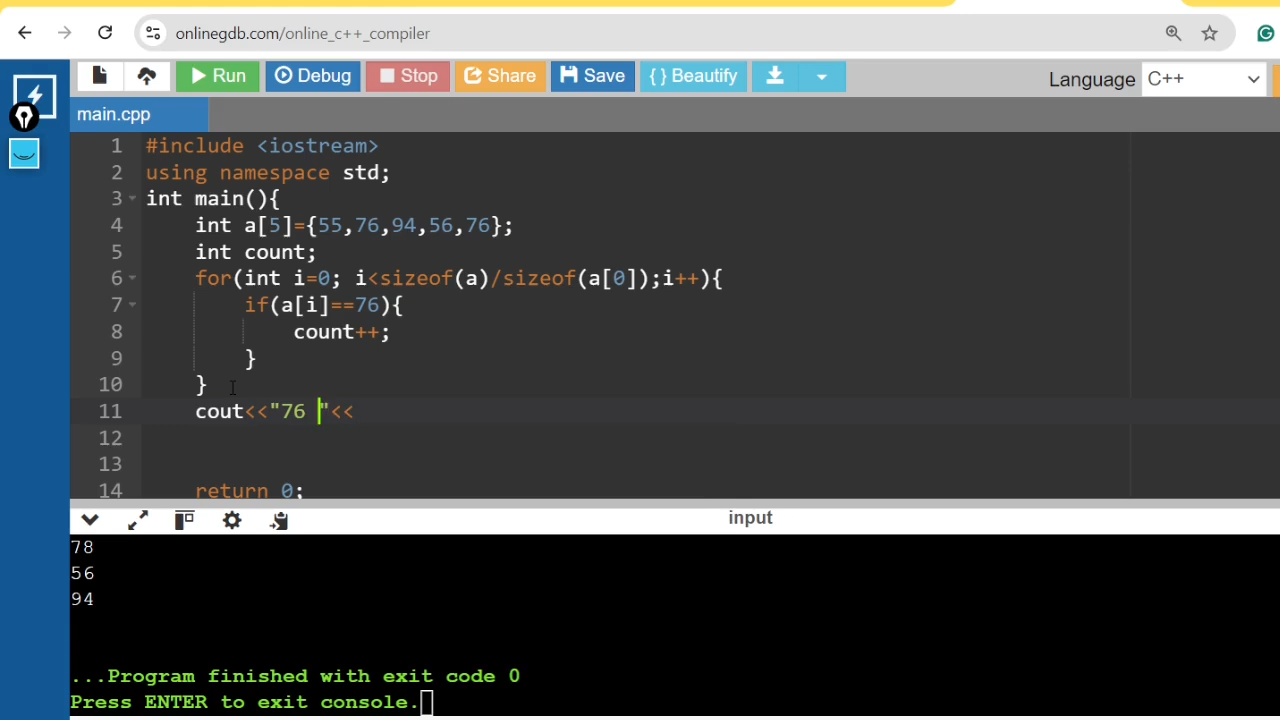 onlinegdb.com/online_c++_compiler
Run Debug Stop Share Save { } Beautify Language C++
main.cpp
1 #include <iostream>
2 using namespace std;
3 int main(){
4 int a[5]={55,76,94,56,76};
5 int count;
6 for(int i=0; i<sizeof(a)/sizeof(a[0]);i++){
7 if(a[i]==76){
8 count++;
9 }
10 }
11 cout<<"76 "<<
12
13
14 return 0;
input
78
56
94
...Program finished with exit code 0
Press ENTER to exit console.